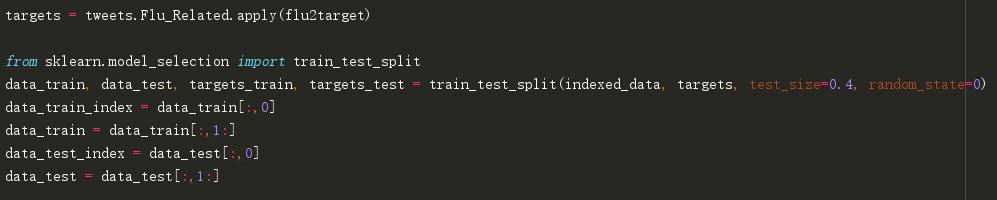 targets = tweets.Flu_Related.apply(flu2target)
from sklearn.model_selection import train_test_split
data_train, data_test, targets_train, targets_test = train_test_split(indexed_data, targets, test_size=0.4, random_state=0)
data_train_index = data_train[:,0]
data_train = data_train[:,1:]
data_test_index = data_test[:,0]
data_test = data_test[:,1:]